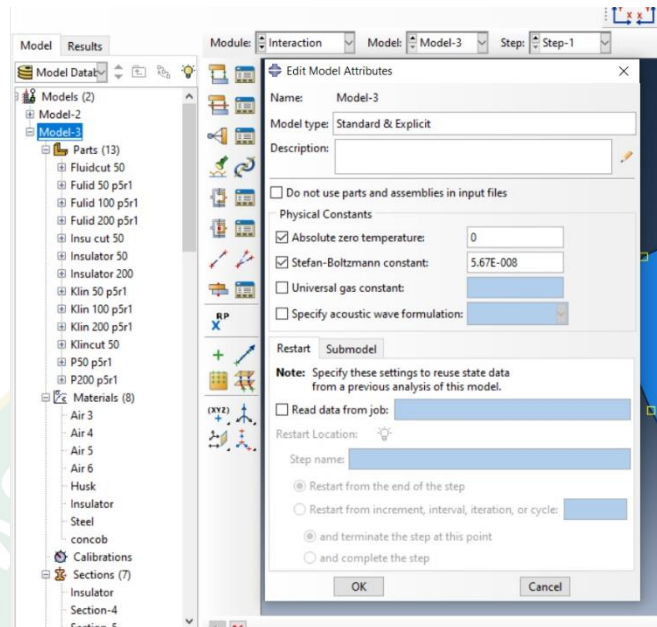 x x
Model Results
Module: Interaction Model: Model-3 Step: Step-1
Model Datab
Models (2)
Model-2
Model-3
Parts (13)
Fluidcut 50
Fulid 50 p5r1
Fulid 100 p5r1
Fulid 200 p5r1
Insu cut 50
Insulator 50
Insulator 200
Klin 50 p5r1
Klin 100 p5r1
Klin 200 p5r1
Klincut 50
P50 p5r1
P200 p5r1
Materials (8)
Air 3
Air 4
Air 5
Air 6
Husk
Insulator
Steel
concob
Calibrations
Sections (7)
Insulator
Section-4
Section-5
RP
(XYZ)
Edit Model Attributes
Name: Model-3
Model type: Standard & Explicit
Description:
Do not use parts and assemblies in input files
Physical Constants
Absolute zero temperature: 0
Stefan-Boltzmann constant: 5.67E-008
Universal gas constant:
Specify acoustic wave formulation:
Restart Submodel
Note: Specify these settings to reuse state data
from a previous analysis of this model.
Read data from job:
Restart Location:
Step name:
Restart from the end of the step
Restart from increment, interval, iteration, or cycle:
and terminate the step at this point
and complete the step
OK Cancel